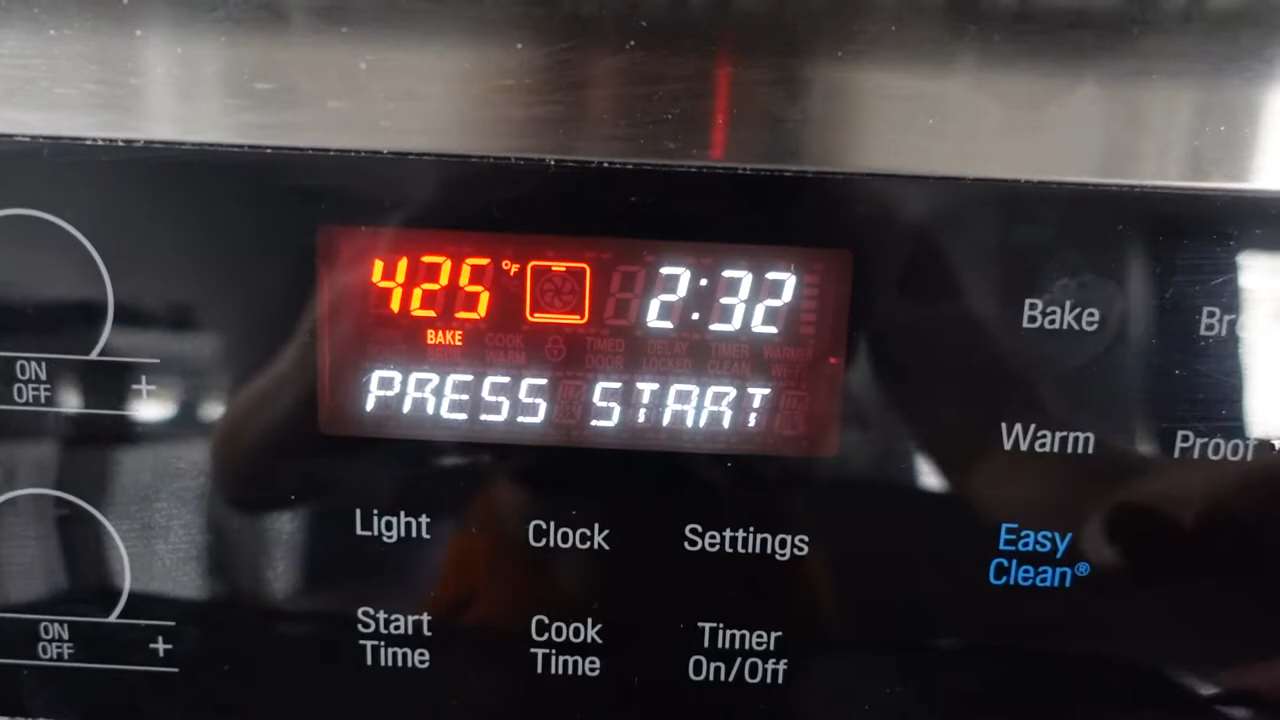 425 °F 2:32
BAKE
COOK WARM
TIMED DOOR
DELAY LOCKED
TIMER CLEAN
PRESS START
Bake
Warm
Proof
ON
OFF
+
Light
Clock
Settings
Easy
Clean®
Start
Time
Cook
Time
Timer
On/Off
ON
OFF
+